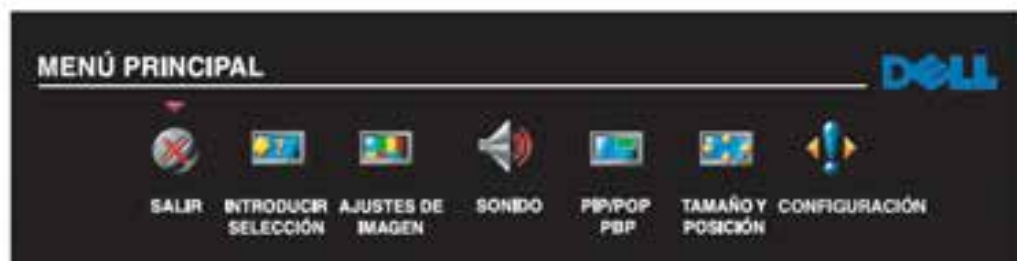 MENÚ PRINCIPAL
DELL
SALIR
INTRODUCIR
SELECCIÓN
AJUSTES DE
IMAGEN
SONIDO
PIP/POP
PBP
TAMAÑO Y
POSICIÓN
CONFIGURACIÓN